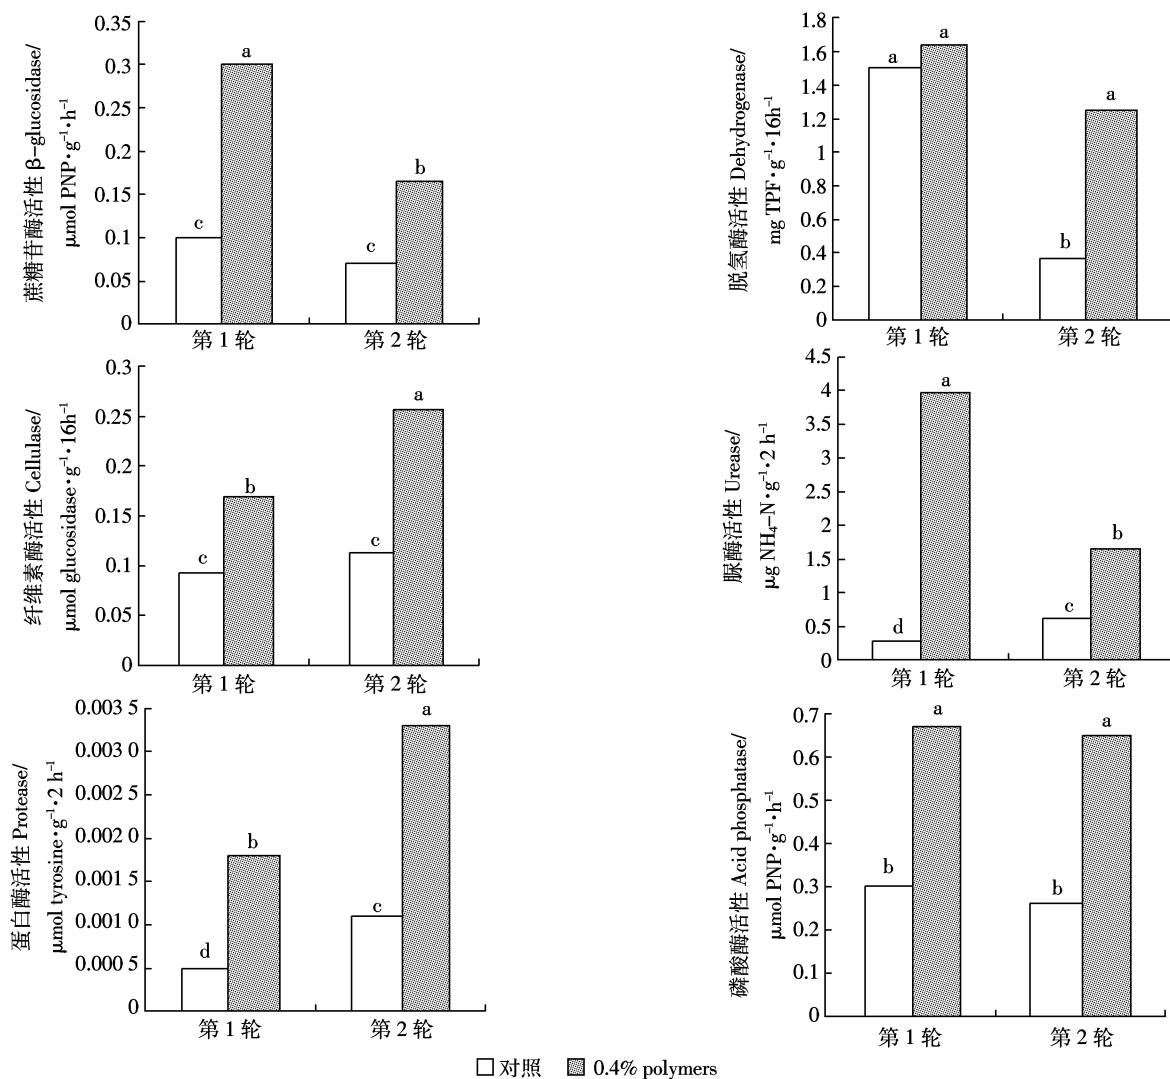 蔗糖苷酶活性 β-glucosidase/
μmol PNP·g⁻¹·h⁻¹
0.35
0.3
0.25
0.2
0.15
0.1
0.05
0
c
a
c
b
第 1 轮
第 2 轮
脱氢酶活性 Dehydrogenase/
mg TPF·g⁻¹·16h⁻¹
1.8
1.6
1.4
1.2
1
1.6
0.4
0.2
0
a
a
b
a
第 1 轮
第 2 轮
纤维素酶活性 Cellulase/
μmol glucosidase·g⁻¹·16h⁻¹
0.3
0.25
0.2
0.15
0.1
0.05
0
c
b
c
a
第 1 轮
第 2 轮
脲酶活性 Urease/
μg NH₄-N·g⁻¹·2 h⁻¹
4.5
4
3.5
4
2.5
2
1.5
1
0.5
0
d
a
c
b
第 1 轮
第 2 轮
蛋白酶活性 Protease/
μmol tyrosine·g⁻¹·2 h⁻¹
0.003 5
0.003 0
0.002 5
0.002 0
0.001 5
0.001 0
0.000 5
0
d
b
c
a
第 1 轮
第 2 轮
磷酸酶活性 Acid phosphatase/
μmol PNP·g⁻¹·h⁻¹
0.7
0.6
0.5
0.4
0.3
0.2
0.1
0
b
a
b
a
第 1 轮
第 2 轮
对照
0.4% polymers